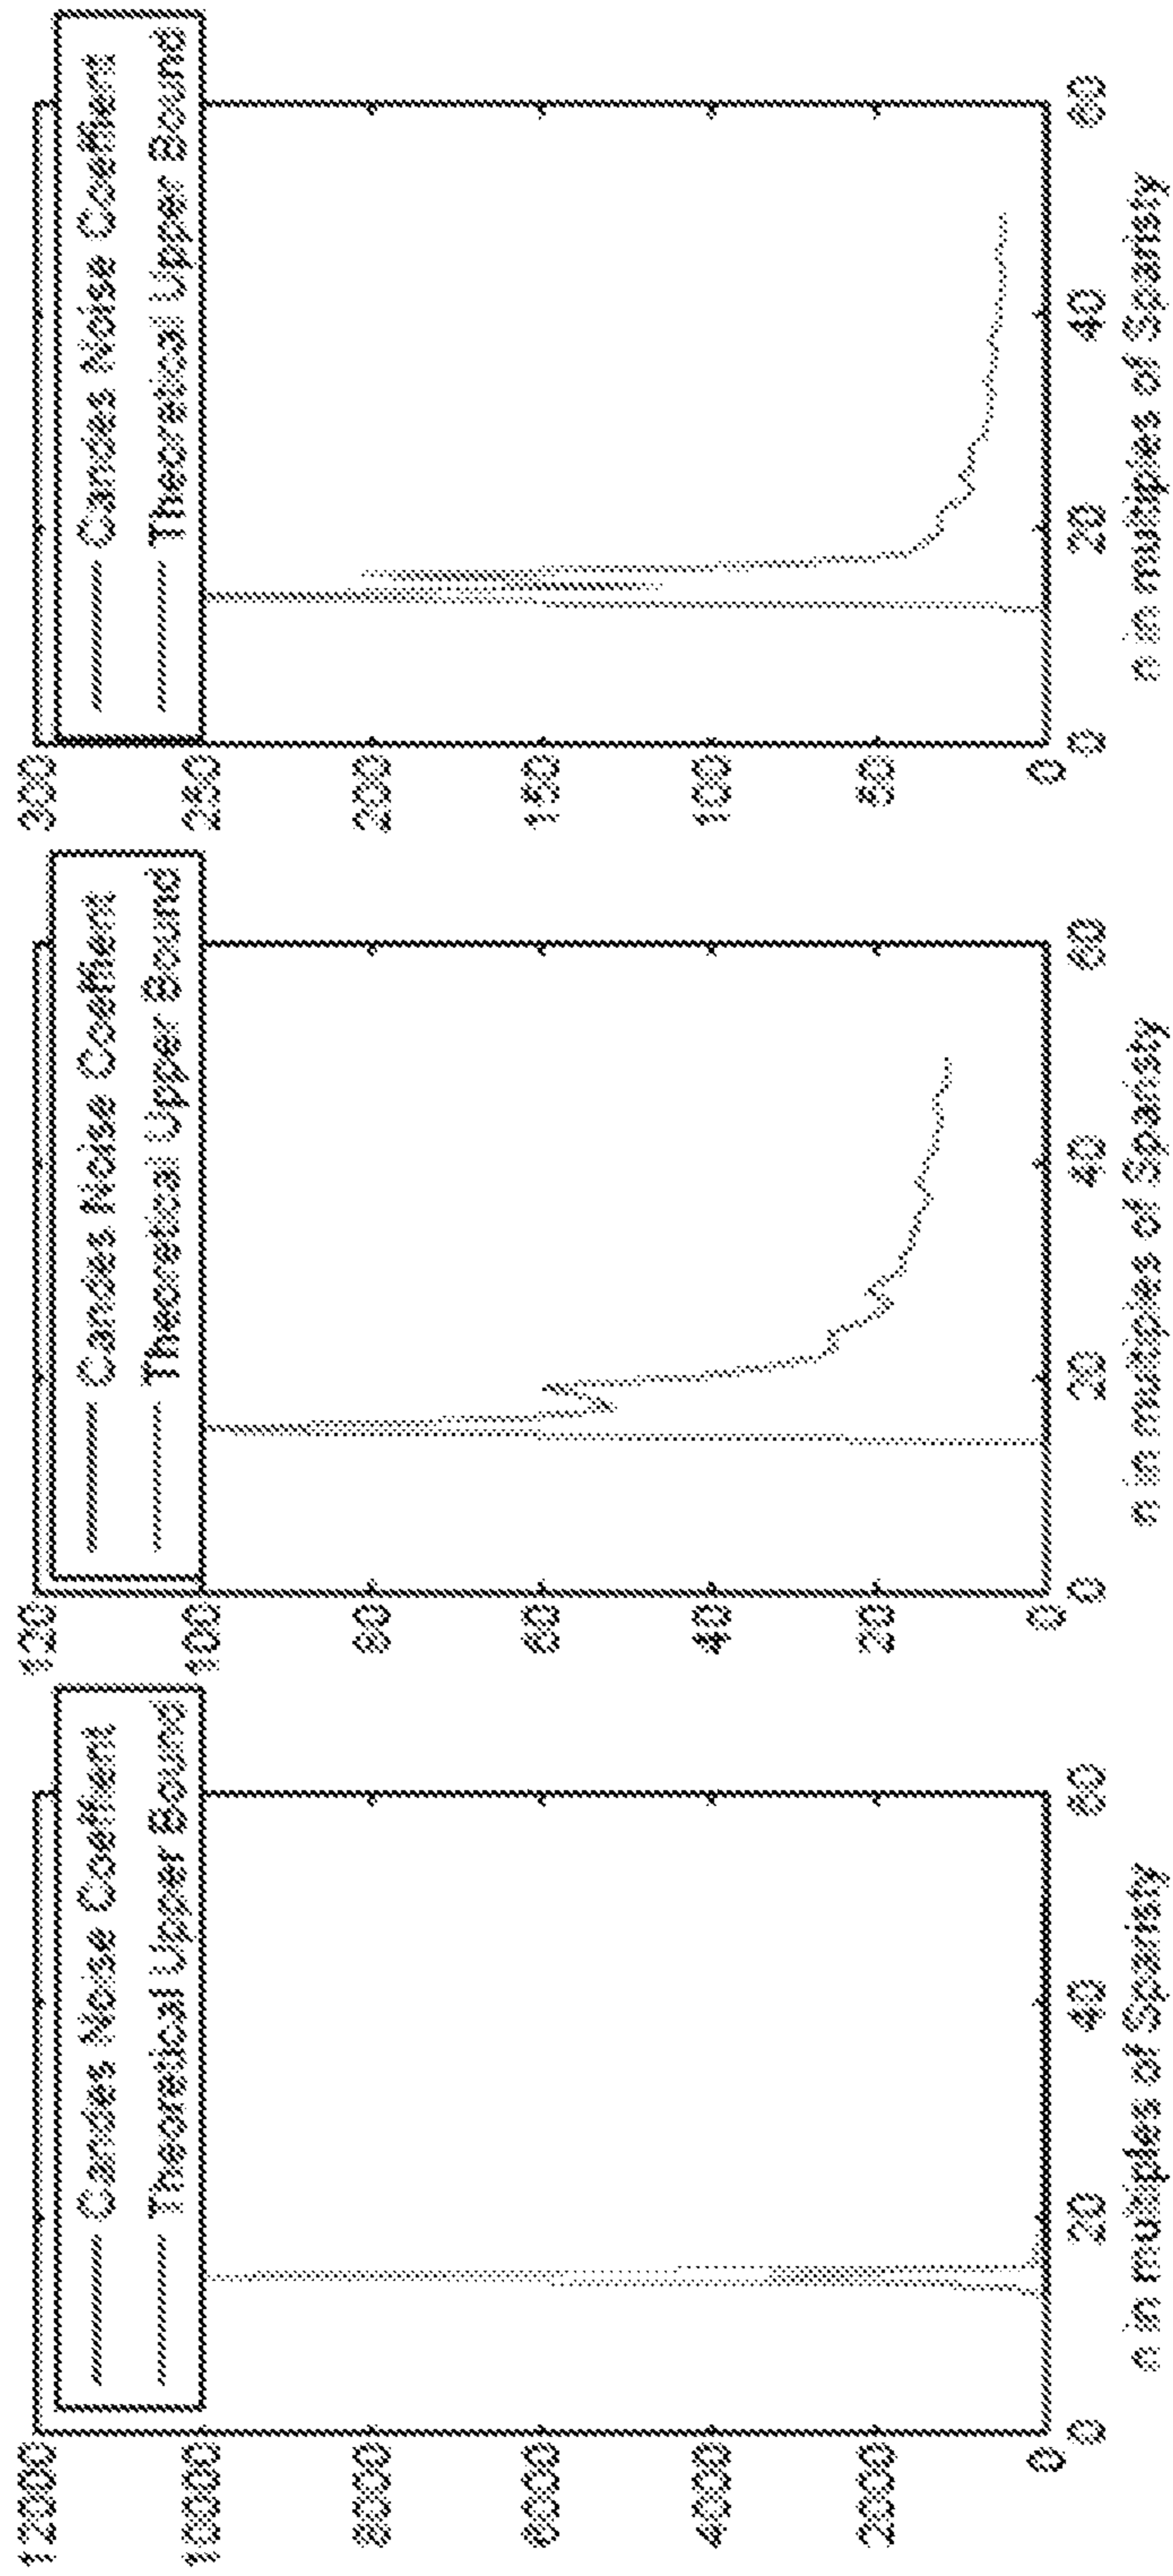 12000
10000
8000
6000
4000
2000
0
Candes Noise Coeffient
Theoretical Upper Bound
0 20 40 60
n in multiples of Sparisty
120
100
80
60
40
20
0
Candes Noise Coeffient
Theoretical Upper Bound
0 20 40 60
n in multiples of Sparisty
300
250
200
150
100
50
0
Candes Noise Coeffient
Theoretical Upper Bound
0 20 40 60
n in multiples of Sparisty